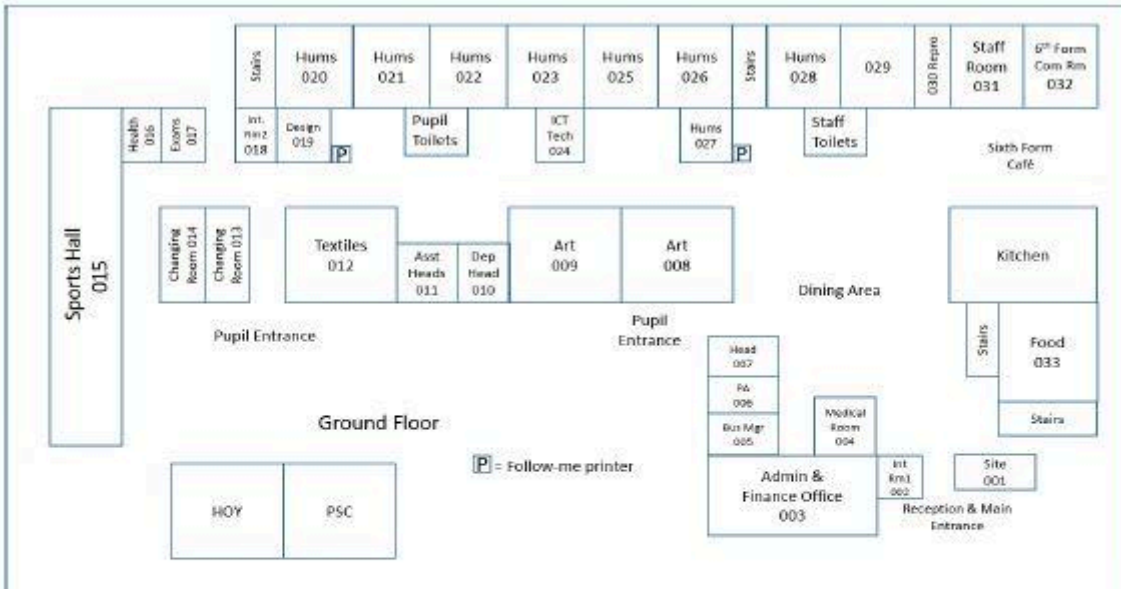 Stairs
Hums
020
Hums
021
Hums
022
Hums
023
Hums
025
Hums
026
Stairs
Hums
028
029
030 Repro
Staff
Room
031
6th Form
Com Rm
032
Health
016
Exams
017
Int.
Rm2
018
Design
019
P
Pupil
Toilets
ICT
Tech
024
Hums
027
P
Staff
Toilets
Sixth Form
Café
Sports Hall
015
Changing
Room 014
Changing
Room 013
Textiles
012
Asst
Heads
011
Dep
Head
010
Art
009
Art
008
Dining Area
Kitchen
Pupil Entrance
Pupil
Entrance
Stairs
Food
033
Stairs
Head
007
PA
006
Bus Mgr
005
Medical
Room
004
Ground Floor
P = Follow-me printer
HOY
PSC
Admin &
Finance Office
003
Int
Rm1
002
Site
001
Reception & Main
Entrance